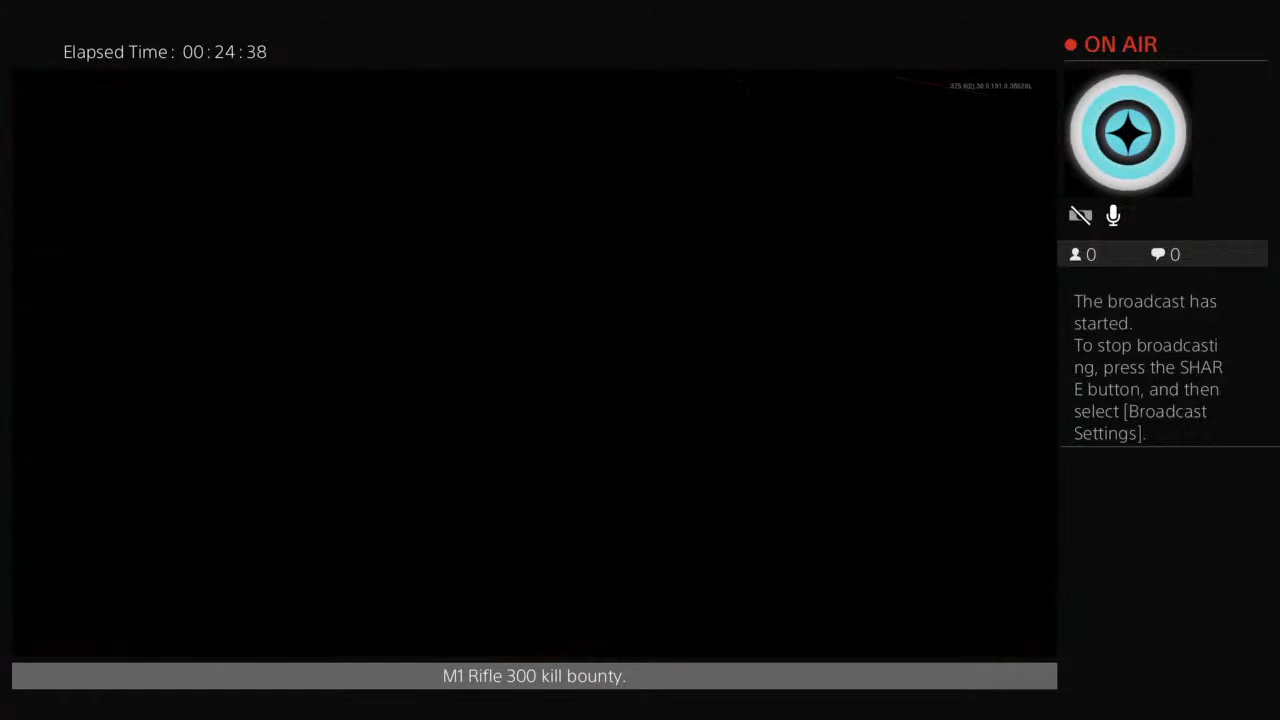 Elapsed Time: 00:24:38
ON AIR
0 0
The broadcast has
started.
To stop broadcasti
ng, press the SHAR
E button, and then
select [Broadcast
Settings].
M1 Rifle 300 kill bounty.